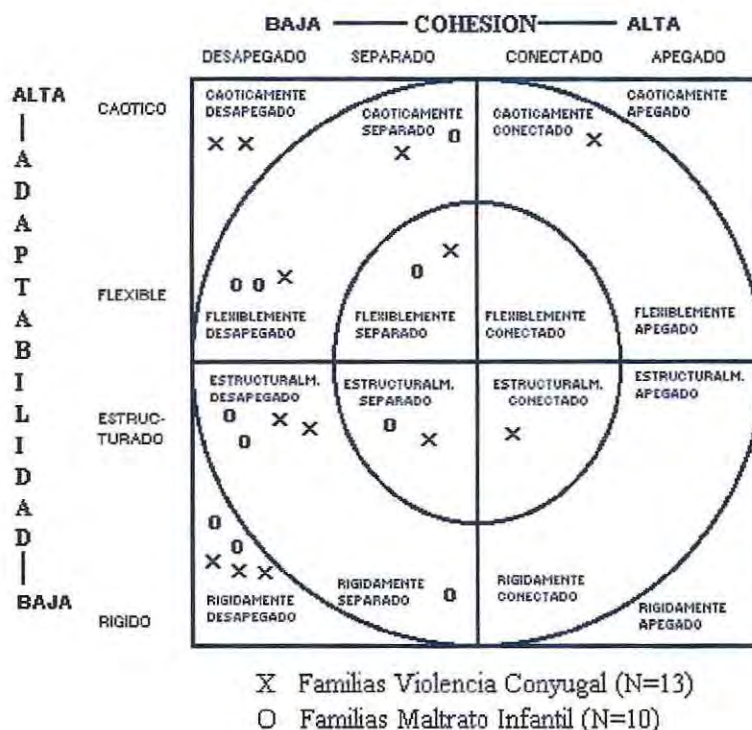 BAJA COHESION ALTA
DESAPEGADO SEPARADO CONECTADO APEGADO
ALTA
ADAPTABILIDAD
BAJA
CAOTICO
CAOTICAMENTE
DESAPEGADO
CAOTICAMENTE
SEPARADO
CAOTICAMENTE
CONECTADO
CAOTICAMENTE
APEGADO
FLEXIBLE
FLEXIBLEMENTE
DESAPEGADO
FLEXIBLEMENTE
SEPARADO
FLEXIBLEMENTE
CONECTADO
FLEXIBLEMENTE
APEGADO
ESTRUC-
TURADO
ESTRUCTURALM.
DESAPEGADO
ESTRUCTURALM.
SEPARADO
ESTRUCTURALM.
CONECTADO
ESTRUCTURALM.
APEGADO
RIGIDO
RIGIDAMENTE
DESAPEGADO
RIGIDAMENTE
SEPARADO
RIGIDAMENTE
CONECTADO
RIGIDAMENTE
APEGADO
X Familias Violencia Conyugal (N=13)
O Familias Maltrato Infantil (N=10)